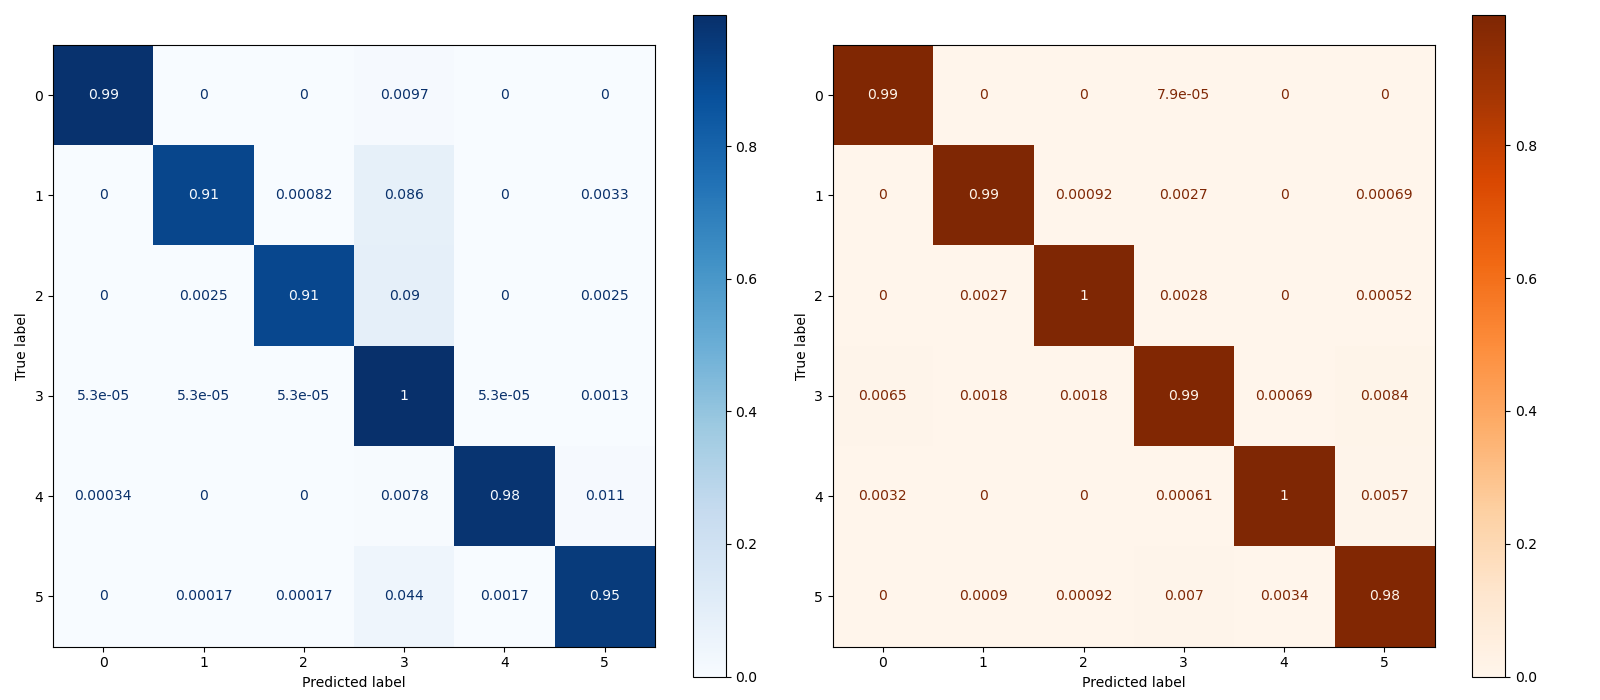 0 0.99 0 0 0.0097 0 0
1 0 0.91 0.00082 0.086 0 0.0033
2 0 0.0025 0.91 0.09 0 0.0025
3 5.3e-05 5.3e-05 5.3e-05 1 5.3e-05 0.0013
4 0.00034 0 0 0.0078 0.98 0.011
5 0 0.00017 0.00017 0.044 0.0017 0.95
0 1 2 3 4 5
True label
Predicted label
0.8
0.6
0.4
0.2
0.0
0 0.99 0 0 7.9e-05 0 0
1 0 0.99 0.00092 0.0027 0 0.00069
2 0 0.0027 1 0.0028 0 0.00052
3 0.0065 0.0018 0.0018 0.99 0.00069 0.0084
4 0.0032 0 0 0.00061 1 0.0057
5 0 0.0009 0.00092 0.007 0.0034 0.98
0 1 2 3 4 5
True label
Predicted label
0.8
0.6
0.4
0.2
0.0